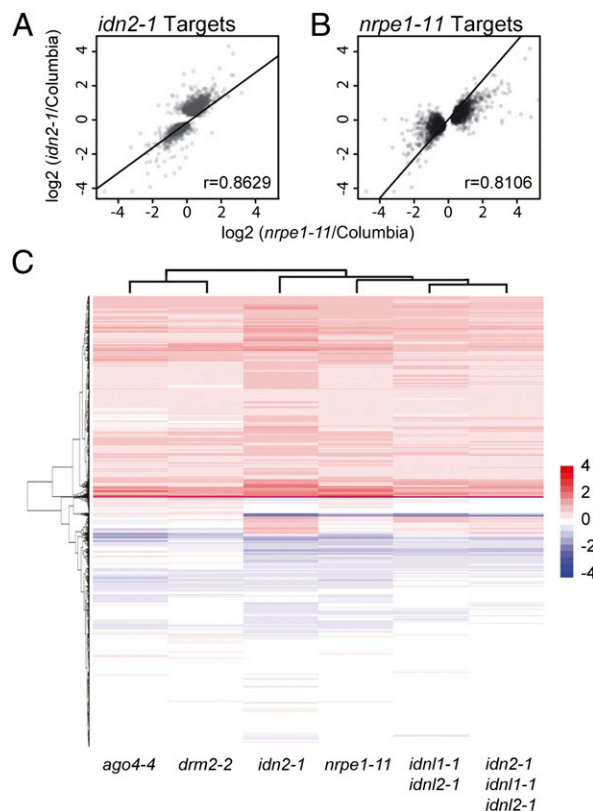 A
idn2-1 Targets
B
nrpe1-11 Targets
log2 (idn2-1/Columbia)
4
2
0
-2
-4
r=0.8629
-4 -2 0 2 4
4
2
0
-2
-4
r=0.8106
-4 -2 0 2 4
log2 (nrpe1-11/Columbia)
C
4
2
0
-2
-4
ago4-4 drm2-2 idn2-1 nrpe1-11 idnl1-1 idn2-1
idnl2-1 idnl1-1
idnl2-1